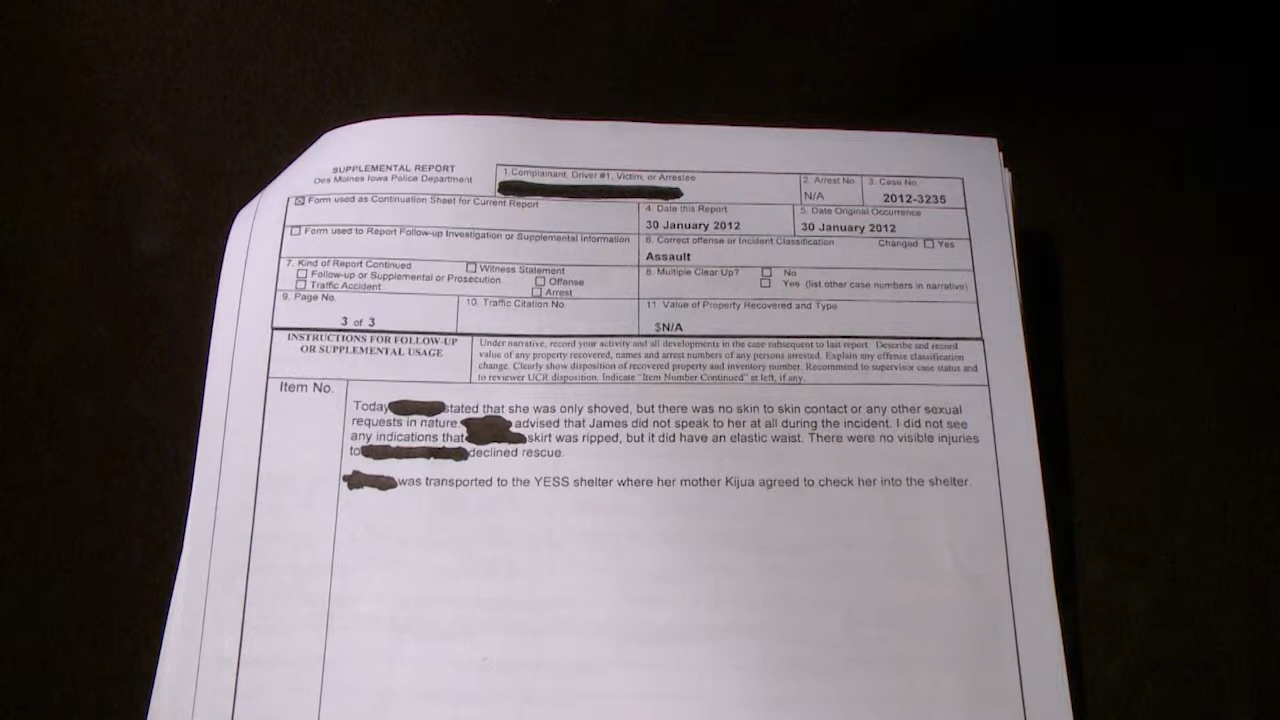 SUPPLEMENTAL REPORT
Des Moines Iowa Police Department
1. Complainant, Driver #1, Victim, or Arrestee
2. Arrest No.
N/A
3. Case No.
2012-3235
Form used as Continuation Sheet for Current Report
4. Date this Report
30 January 2012
5. Date Original Occurrence
30 January 2012
Form used to Report Follow-up Investigation or Supplemental Information
6. Correct offense or Incident Classification
Changed Yes
Assault
7. Kind of Report Continued
Witness Statement
Follow-up or Supplemental or Prosecution
Offense
Traffic Accident
Arrest
8. Multiple Clear Up?
No
Yes (list other case numbers in narrative)
9. Page No.
3 of 3
10. Traffic Citation No
11. Value of Property Recovered and Type
$N/A
INSTRUCTIONS FOR FOLLOW-UP
OR SUPPLEMENTAL USAGE
Under narrative, record your activity and all developments in the case subsequent to last report. Describe and record
value of any property recovered, names and arrest numbers of any persons arrested. Explain any offense classification
change. Clearly show disposition of recovered property and inventory number. Recommend to supervisor case status and
to reviewer UCR disposition. Indicate "Item Number Continued" at left, if any.
Item No.
Today stated that she was only shoved, but there was no skin to skin contact or any other sexual
requests in nature. advised that James did not speak to her at all during the incident. I did not see
any indications that skirt was ripped, but it did have an elastic waist. There were no visible injuries
to declined rescue.
was transported to the YESS shelter where her mother Kijua agreed to check her into the shelter.